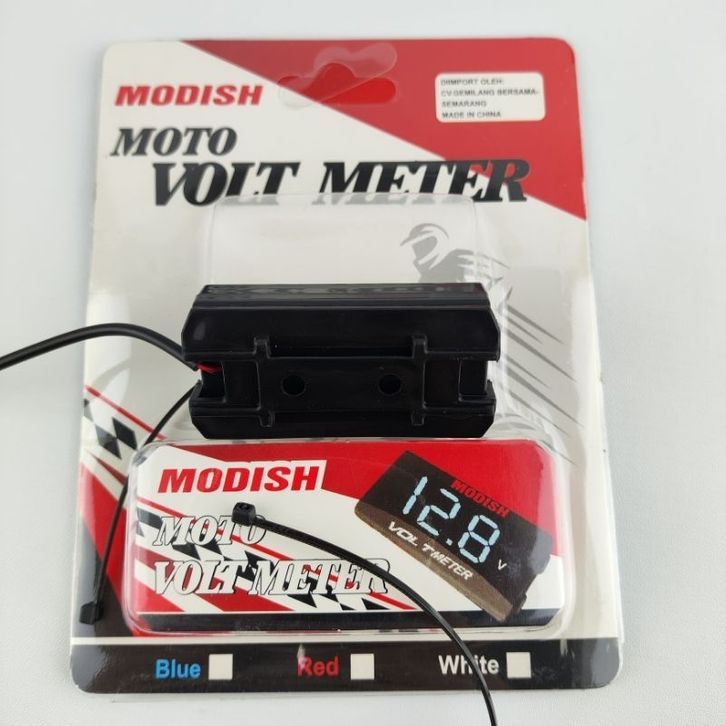 MODISH
DIIMPORT OLEH:
CV.GEMILANG BERSAMA-
SEMARANG
MADE IN CHINA
MOTO
VOLT METER
MODISH
MOTO
VOLT METER
MODISH
12.8
V
VOLTMETER
Blue
Red
White